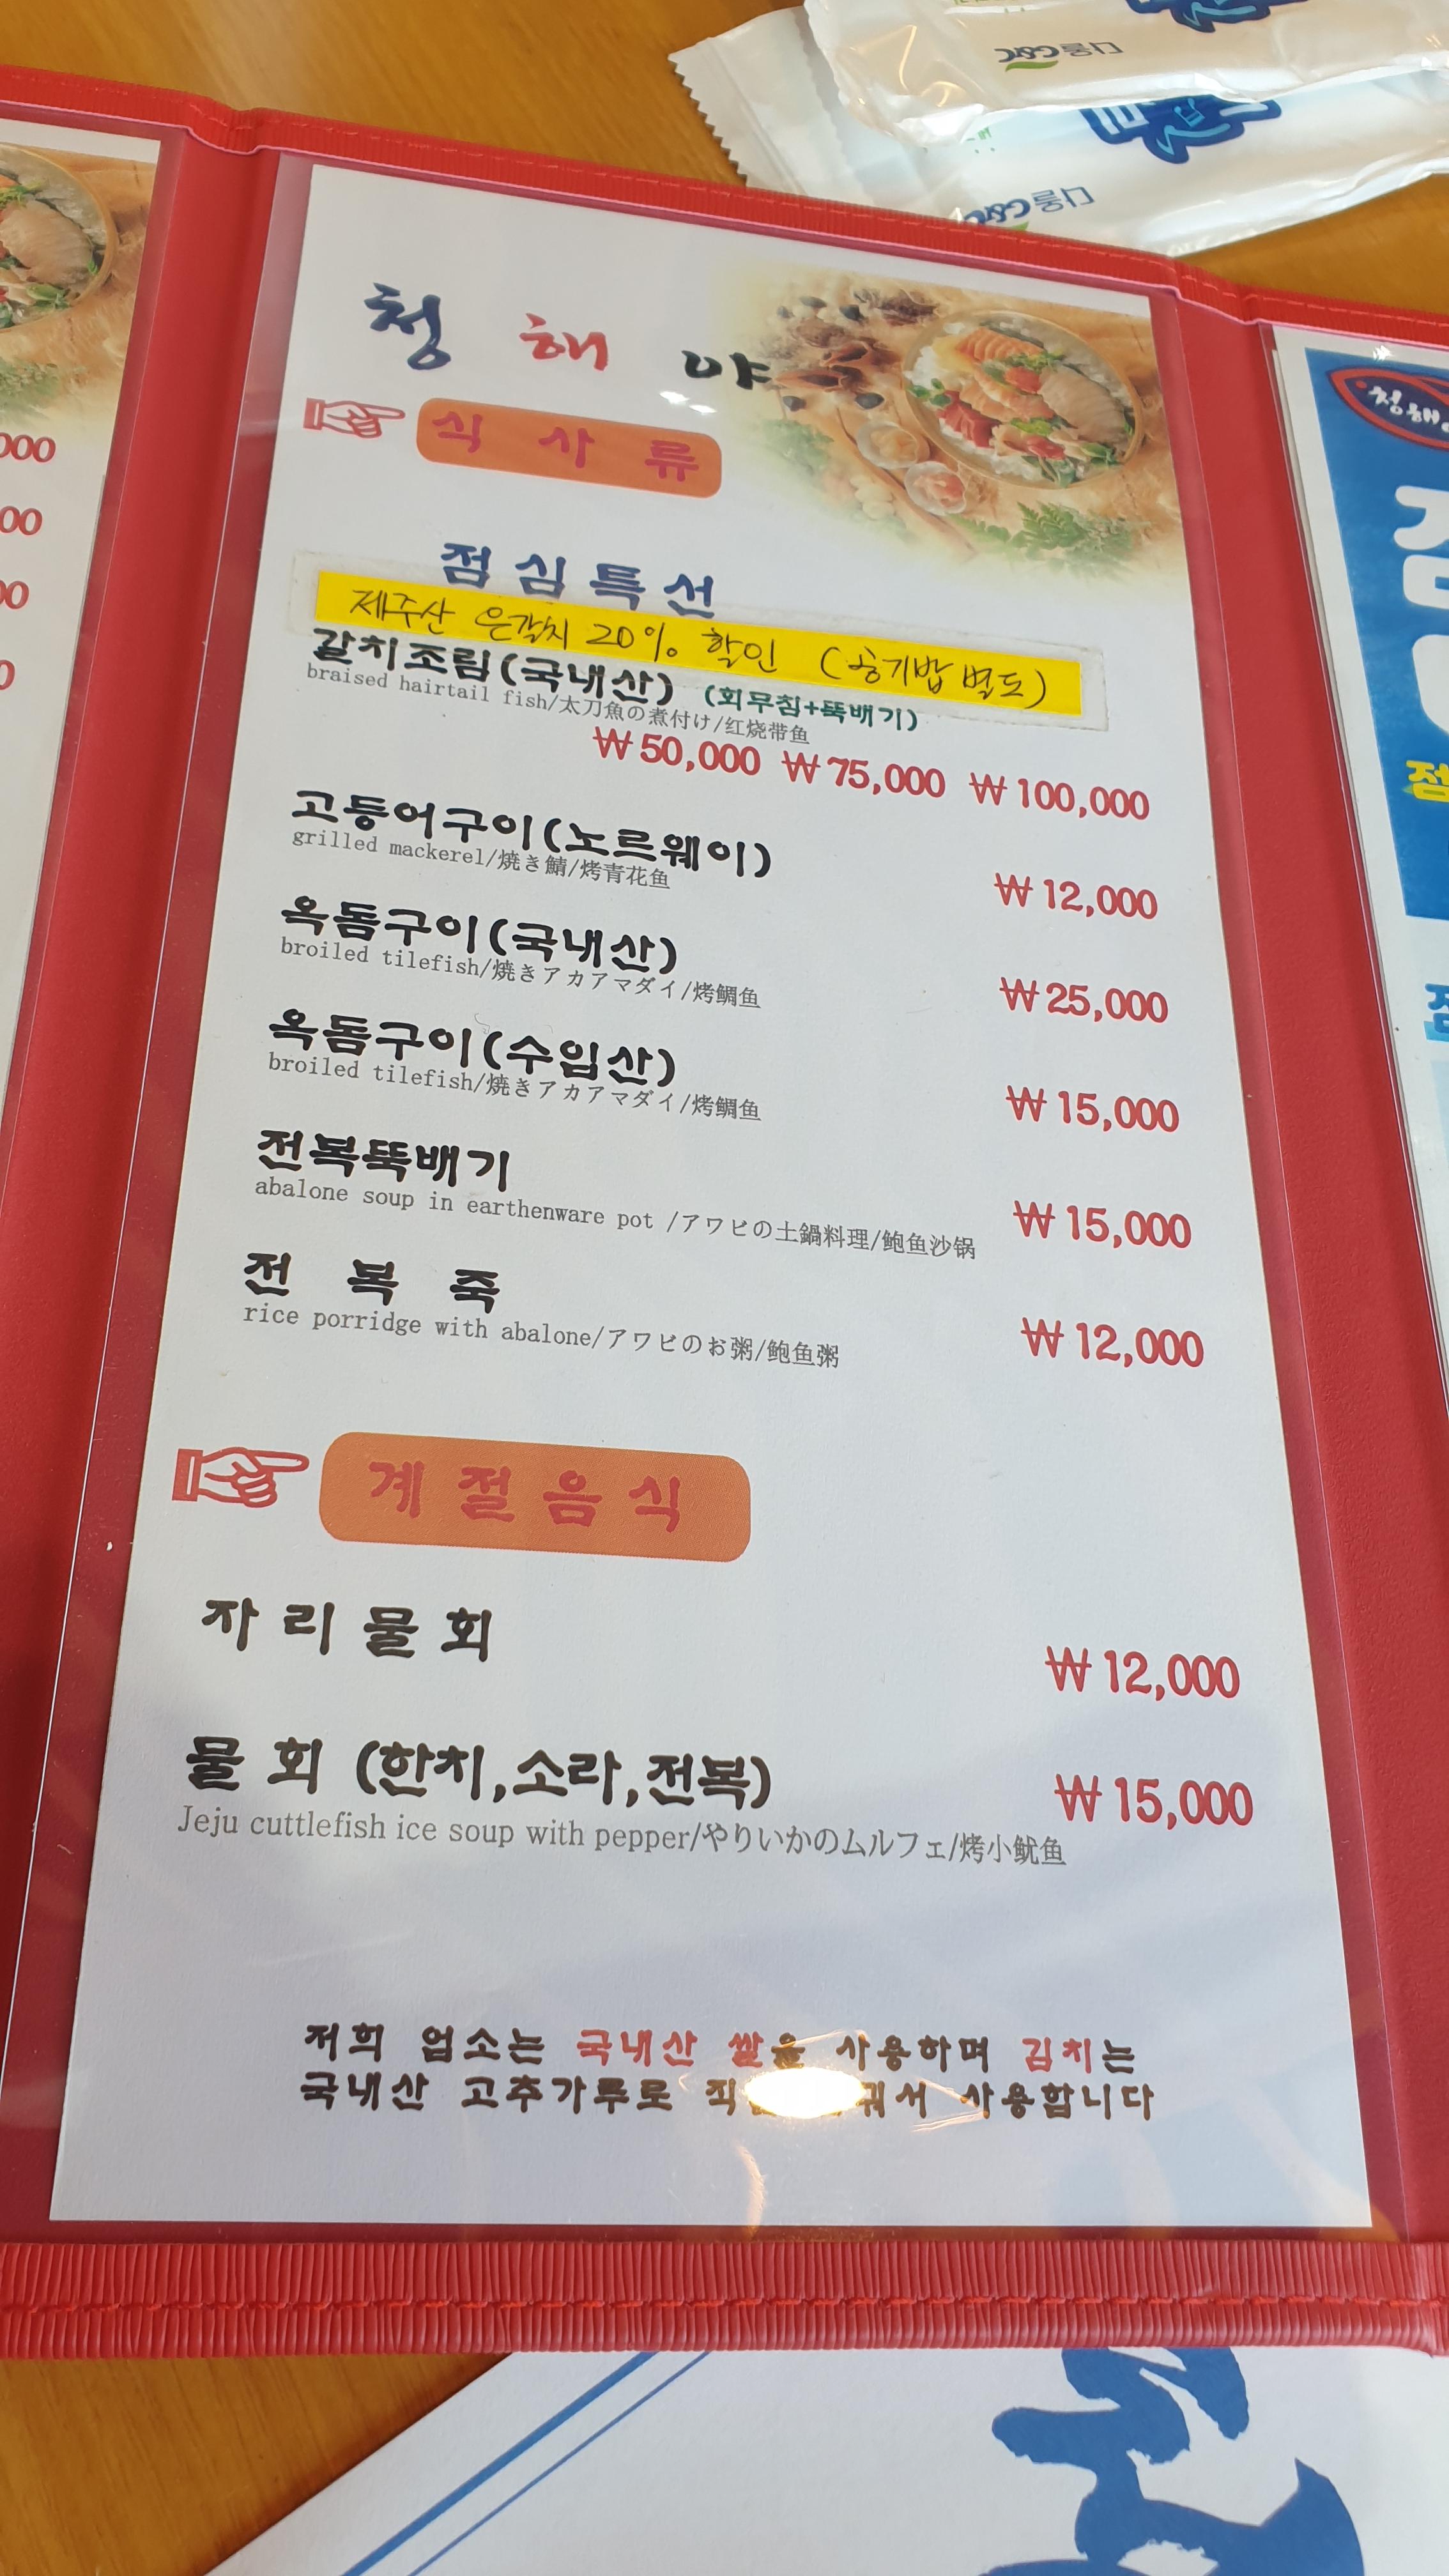 청 해 야
식 사 류
점심특선
제주산 은갈치 20% 할인 (공기밥 별도)
갈치조림(국내산) (회무침+뚝배기)
braised hairtail fish/太刀魚の煮付け/红烧带鱼
₩50,000 ₩75,000 ₩100,000
고등어구이(노르웨이)
grilled mackerel/焼き鯖/烤青花鱼
₩12,000
옥돔구이(국내산)
broiled tilefish/焼きアカアマダイ/烤鲷鱼
₩25,000
옥돔구이(수입산)
broiled tilefish/焼きアカアマダイ/烤鲷鱼
₩15,000
전복뚝배기
abalone soup in earthenware pot /アワビの土鍋料理/鲍鱼沙锅
₩15,000
전 복 죽
rice porridge with abalone/アワビのお粥/鲍鱼粥
₩12,000
계절음식
자리물회
₩12,000
물 회 (한치,소라,전복)
₩15,000
Jeju cuttlefish ice soup with pepper/やりいかのムルフェ/烤小鱿鱼
저희 업소는 국내산 쌀을 사용하며 김치는
국내산 고추가루로 사용합니다
000
00
00
0
청해
점